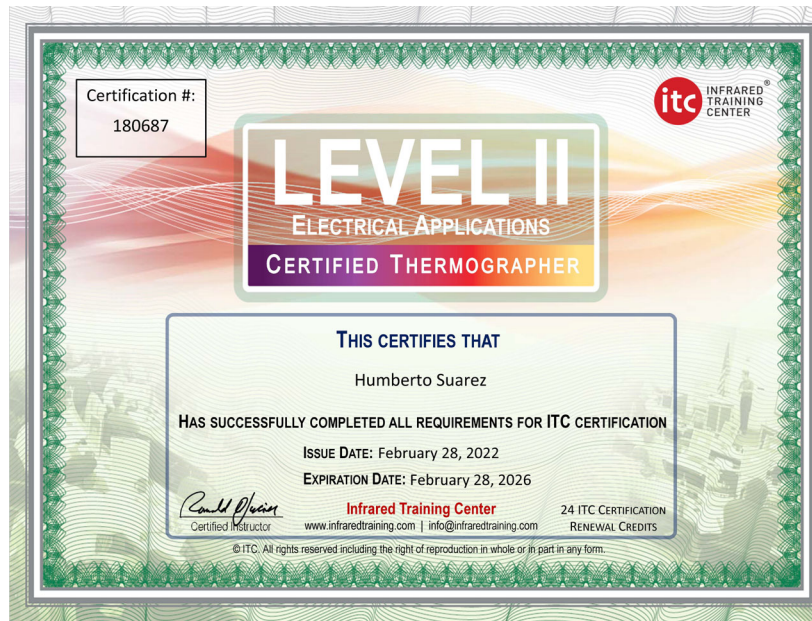 Certification #:
180687
itc INFRARED®
TRAINING
CENTER
LEVEL II
ELECTRICAL APPLICATIONS
CERTIFIED THERMOGRAPHER
THIS CERTIFIES THAT
Humberto Suarez
HAS SUCCESSFULLY COMPLETED ALL REQUIREMENTS FOR ITC CERTIFICATION
ISSUE DATE: February 28, 2022
EXPIRATION DATE: February 28, 2026
Certified Instructor
Infrared Training Center
www.infraredtraining.com | info@infraredtraining.com
24 ITC CERTIFICATION
RENEWAL CREDITS
© ITC. All rights reserved including the right of reproduction in whole or in part in any form.